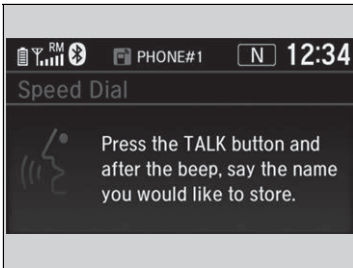 RM PHONE#1 N 12:34
Speed Dial
Press the TALK button and
after the beep, say the name
you would like to store.